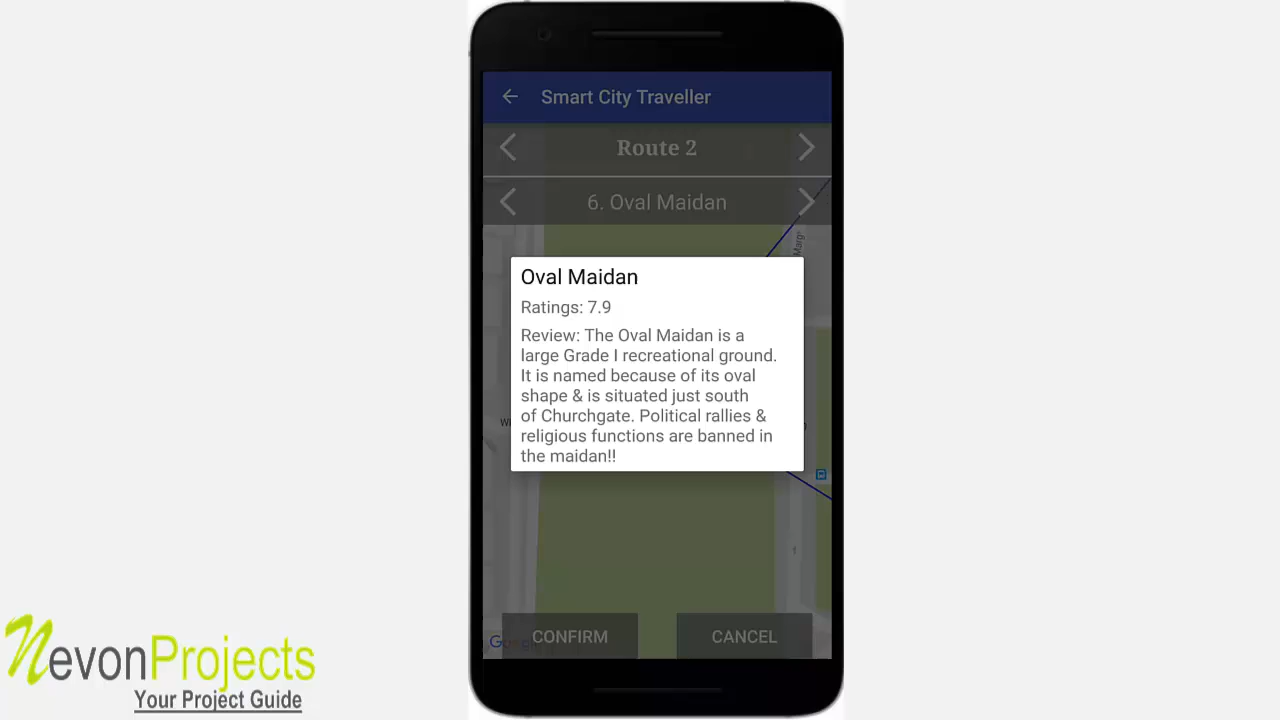 Smart City Traveller
Route 2
6. Oval Maidan
Marg
Oval Maidan
Ratings: 7.9
Review: The Oval Maidan is a
large Grade I recreational ground.
It is named because of its oval
shape & is situated just south
of Churchgate. Political rallies &
religious functions are banned in
the maidan!!
Google
CONFIRM
CANCEL
NevonProjects
Your Project Guide